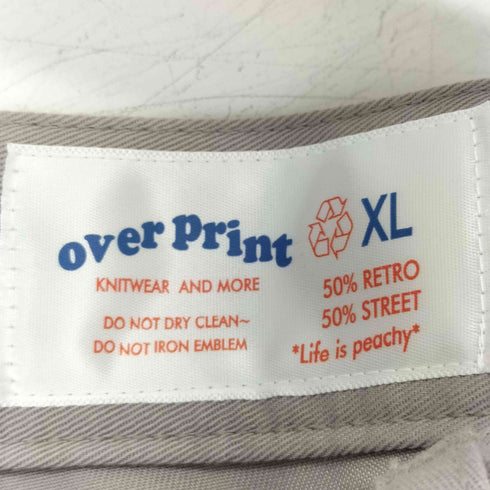 over print
KNITWEAR AND MORE
DO NOT DRY CLEAN~
DO NOT IRON EMBLEM
XL
50% RETRO
50% STREET
*Life is peachy*